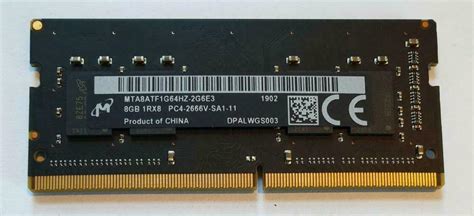 MTA8ATF1G64HZ-2G6E3 1902
8GB 1RX8 PC4-2666V-SA1-11
Product of CHINA DPALWGS003